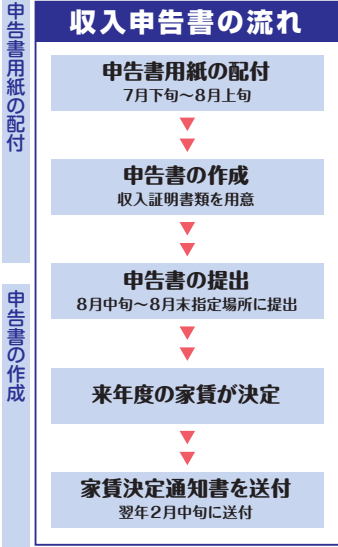 申告書用紙の配付
申告書の作成
収入申告書の流れ
申告書用紙の配付
7月下旬～8月上旬
申告書の作成
収入証明書類を用意
申告書の提出
8月中旬～8月末指定場所に提出
来年度の家賃が決定
家賃決定通知書を送付
翌年2月中旬に送付